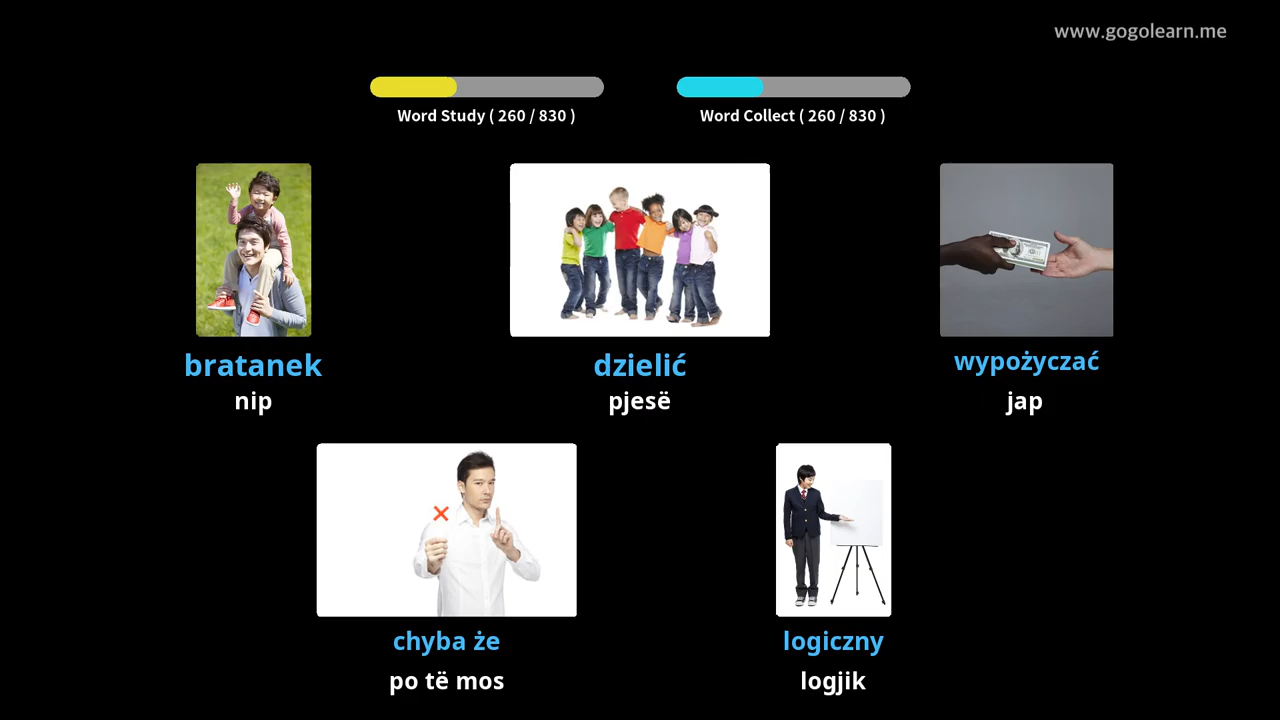 www.gogolearn.me
Word Study ( 260 / 830 )
Word Collect ( 260 / 830 )
bratanek
nip
dzielić
pjesë
wypożyczać
jap
chyba że
po të mos
logiczny
logjik